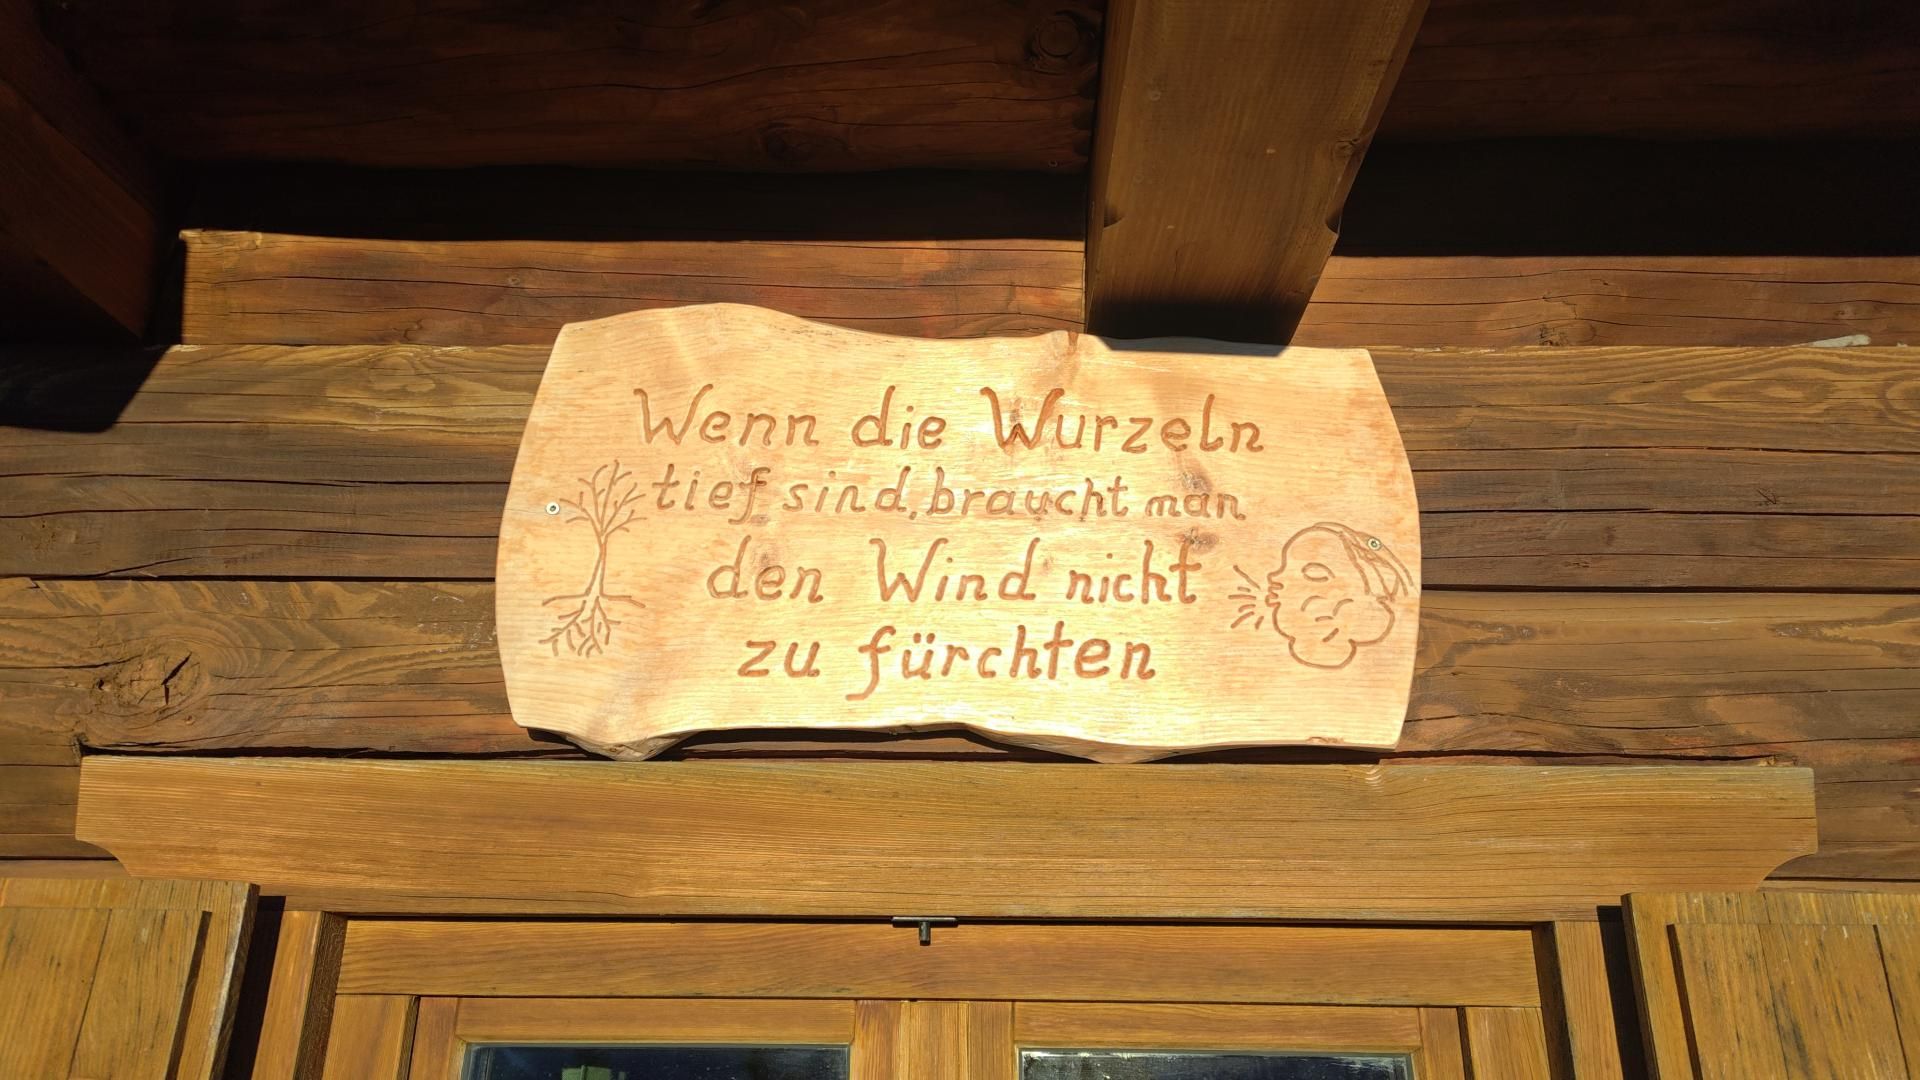 Wenn die Wurzeln
tief sind, braucht man
den Wind nicht
zu fürchten